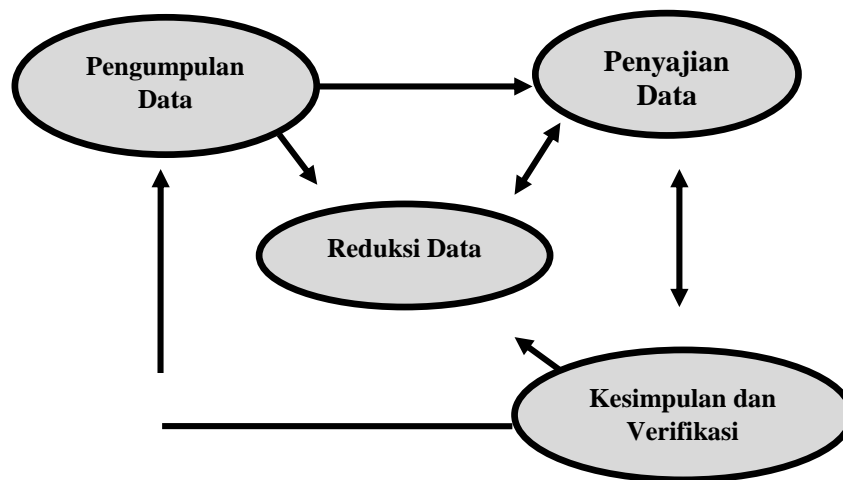 Pengumpulan
Data
Penyajian
Data
Reduksi Data
Kesimpulan dan
Verifikasi